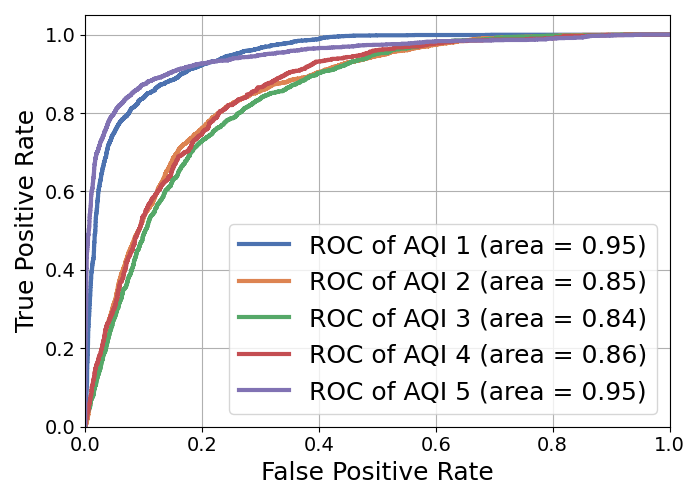 1.0
0.8
0.6
0.4
0.2
0.0
True Positive Rate
ROC of AQI 1 (area = 0.95)
ROC of AQI 2 (area = 0.85)
ROC of AQI 3 (area = 0.84)
ROC of AQI 4 (area = 0.86)
ROC of AQI 5 (area = 0.95)
0.0 0.2 0.4 0.6 0.8 1.0
False Positive Rate